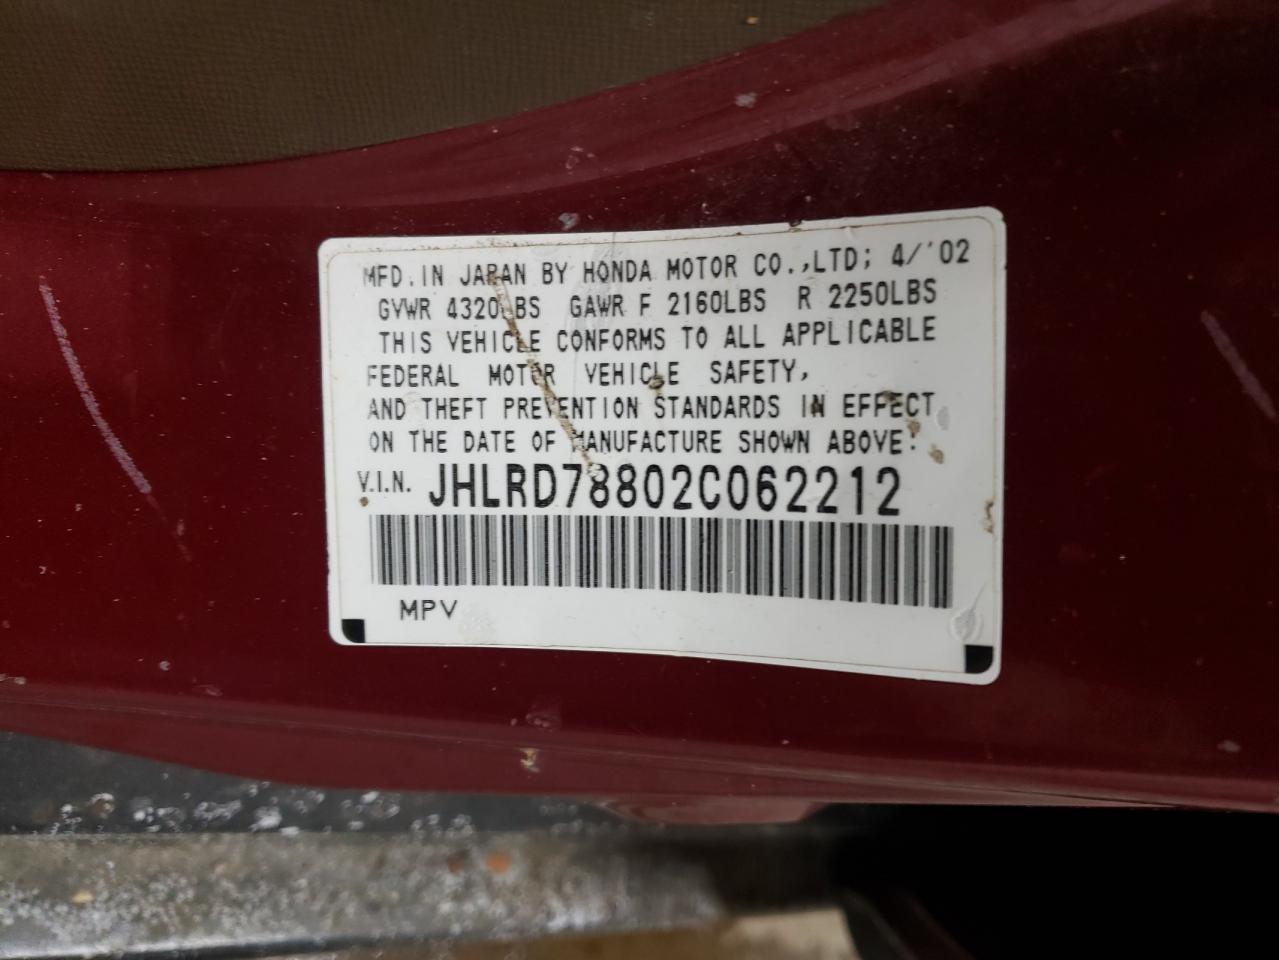 MFD. IN JAPAN BY HONDA MOTOR CO.,LTD; 4/'02
GVWR 4320LBS GAWR F 2160LBS R 2250LBS
THIS VEHICLE CONFORMS TO ALL APPLICABLE
FEDERAL MOTOR VEHICLE SAFETY,
AND THEFT PREVENTION STANDARDS IN EFFECT
ON THE DATE OF MANUFACTURE SHOWN ABOVE:
V.I.N. JHLRD78802C062212
MPV